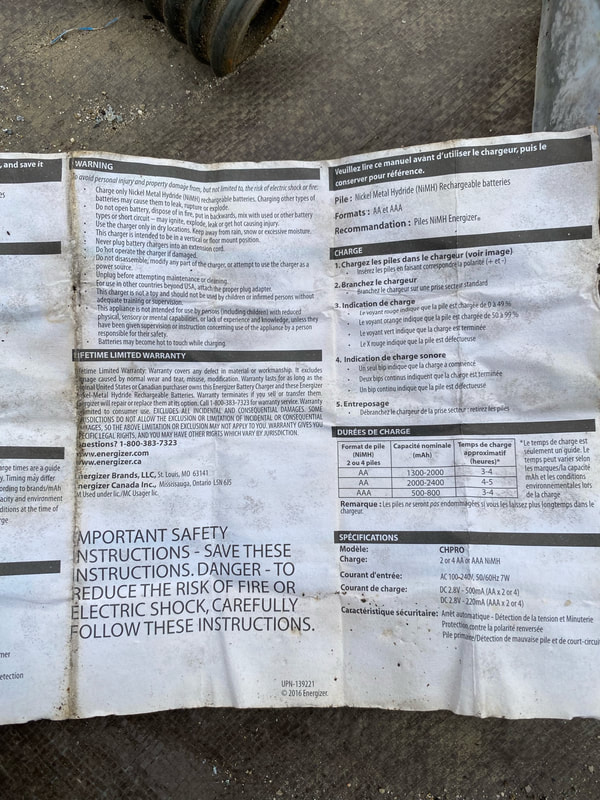 , and save it
arge times are a guide.
y. Timing may differ
ording to brands/mAh
acity and environment
ditions at the time of
rge
mer
etection
WARNING
To avoid personal injury and property damage from, but not limited to, the risk of electric shock or fire:
· Charge only Nickel Metal Hydride (NiMH) rechargeable batteries. Charging other types of
batteries may cause them to leak, rupture or explode.
· Do not open battery, dispose of in fire, put in backwards, mix with used or other battery
types or short circuit – may ignite, explode, leak or get hot causing injury.
· Use the charger only in dry locations. Keep away from rain, snow or excessive moisture.
· This charger is intended to be in a vertical or floor mount position.
· Never plug battery chargers into an extension cord.
· Do not operate the charger if damaged.
· Do not disassemble, modify any part of the charger, or attempt to use the charger as a
power source.
· Unplug before attempting maintenance or cleaning.
· For use in other countries beyond USA, attach the proper plug adapter.
· This charger is not a toy and should not be used by children or infirmed persons without
adequate training or supervision.
· This appliance is not intended for use by persons (including children) with reduced
physical, sensory or mental capabilities, or lack of experience and knowledge, unless they
have been given supervision or instruction concerning use of the appliance by a person
responsible for their safety.
· Batteries may become hot to touch while charging.
LIFETIME LIMITED WARRANTY
ifetime Limited Warranty: Warranty covers any defect in material or workmanship. It excludes
mage caused by normal wear and tear, misuse, modification. Warranty lasts for as long as the
ginal United States or Canadian purchaser owns this Energizer Battery Charger and these Energizer
ckel-Metal Hydride Rechargeable Batteries. Warranty terminates if you sell or transfer them.
ergizer will repair or replace them at its option. Call 1-800-383-7323 for warranty service. Warranty
limited to consumer use. EXCLUDES ALL INCIDENTAL AND CONSEQUENTIAL DAMAGES. SOME
URISDICTIONS DO NOT ALLOW THE EXCLUSION OR LIMITATION OF INCIDENTAL OR CONSEQUENTIAL
MAGES, SO THE ABOVE LIMITATION OR EXCLUSION MAY NOT APPLY TO YOU. WARRANTY GIVES YOU
PECIFIC LEGAL RIGHTS, AND YOU MAY HAVE OTHER RIGHTS WHICH VARY BY JURISDICTION.
uestions? 1-800-383-7323
www.energizer.com
www.energizer.ca
nergizer Brands, LLC, St. Louis, MO 63141
nergizer Canada Inc., Mississauga, Ontario L5N 6J5
M Used under lic./MC Usager lic.
IMPORTANT SAFETY
INSTRUCTIONS - SAVE THESE
INSTRUCTIONS. DANGER - TO
REDUCE THE RISK OF FIRE OR
ELECTRIC SHOCK, CAREFULLY
FOLLOW THESE INSTRUCTIONS.
UPN-139221
© 2016 Energizer.
Veuillez lire ce manuel avant d'utiliser le chargeur, puis le
conserver pour référence.
Pile : Nickel Metal Hydride (NiMH) Rechargeable batteries
Formats : AA et AAA
Recommandation : Piles NiMH Energizer®
CHARGE
1. Chargez les piles dans le chargeur (voir image)
· Insérez les piles en faisant correspondre la polarité (+ et -)
2. Branchez le chargeur
· Branchez le chargeur sur une prise secteur standard
3. Indication de charge
· Le voyant rouge indique que la pile est chargée de 0 à 49 %
· Le voyant orange indique que la pile est chargée de 50 à 99 %
· Le voyant vert indique que la charge est terminée
· Le X rouge indique que la pile est défectueuse
4. Indication de charge sonore
· Un seul bip indique que la charge a commencé
· Deux bips continus indiquent que la charge est terminée
· Un bip continu indique que la pile est défectueuse
5. Entreposage
· Débranchez le chargeur de la prise secteur ; retirez les piles
DURÉES DE CHARGE
Format de pile (NiMH) 2 ou 4 piles | Capacité nominale (mAh) | Temps de charge approximatif (heures)*
AA | 1300-2000 | 3-4
AA | 2000-2400 | 4-5
AAA | 500-800 | 3-4
*Le temps de charge est
seulement un guide. Le
temps peut varier selon
les marques/la capacité
mAh et les conditions
environnementales lors
de la charge
Remarque : Les piles ne seront pas endommagées si vous les laissez plus longtemps dans le
chargeur.
SPÉCIFICATIONS
Modèle: CHPRO
Charge: 2 or 4 AA or AAA NiMH
Courant d'entrée: AC 100-240V, 50/60Hz 7W
Courant de charge: DC 2.8V - 500mA (AA x 2 or 4)
DC 2.8V - 220mA (AAA x 2 or 4)
Caractéristique sécuritaire: Arrêt automatique - Détection de la tension et Minuterie
Protection contre la polarité renversée
Pile primaire/Détection de mauvaise pile et de court-circuit